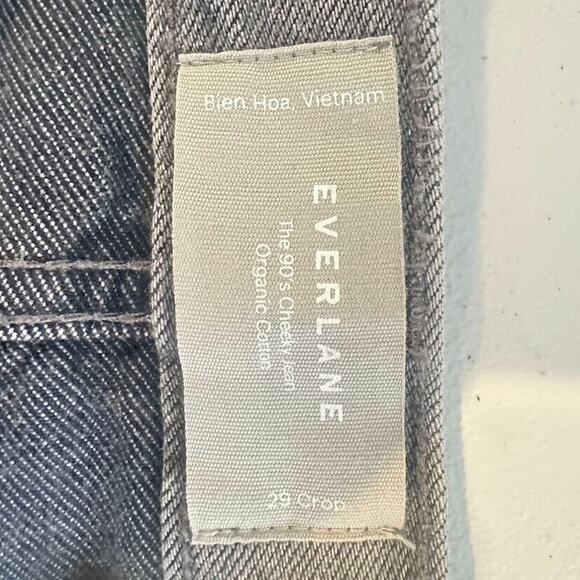 Bien Hoa, Vietnam
EVERLANE
The 90's Cheeky Jean
Organic Cotton
29 Crop